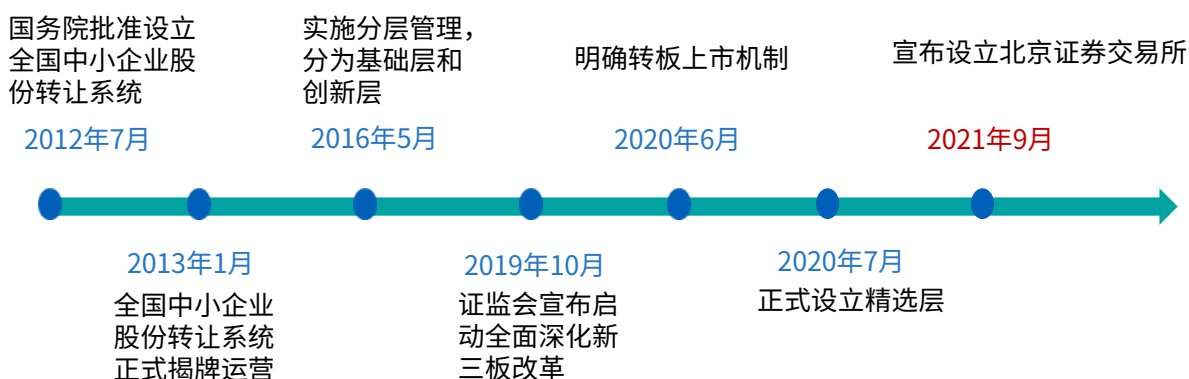 国务院批准设立
全国中小企业股
份转让系统
2012年7月
实施分层管理，
分为基础层和
创新层
2016年5月
明确转板上市机制
2020年6月
宣布设立北京证券交易所
2021年9月
2013年1月
全国中小企业
股份转让系统
正式揭牌运营
2019年10月
证监会宣布启
动全面深化新
三板改革
2020年7月
正式设立精选层